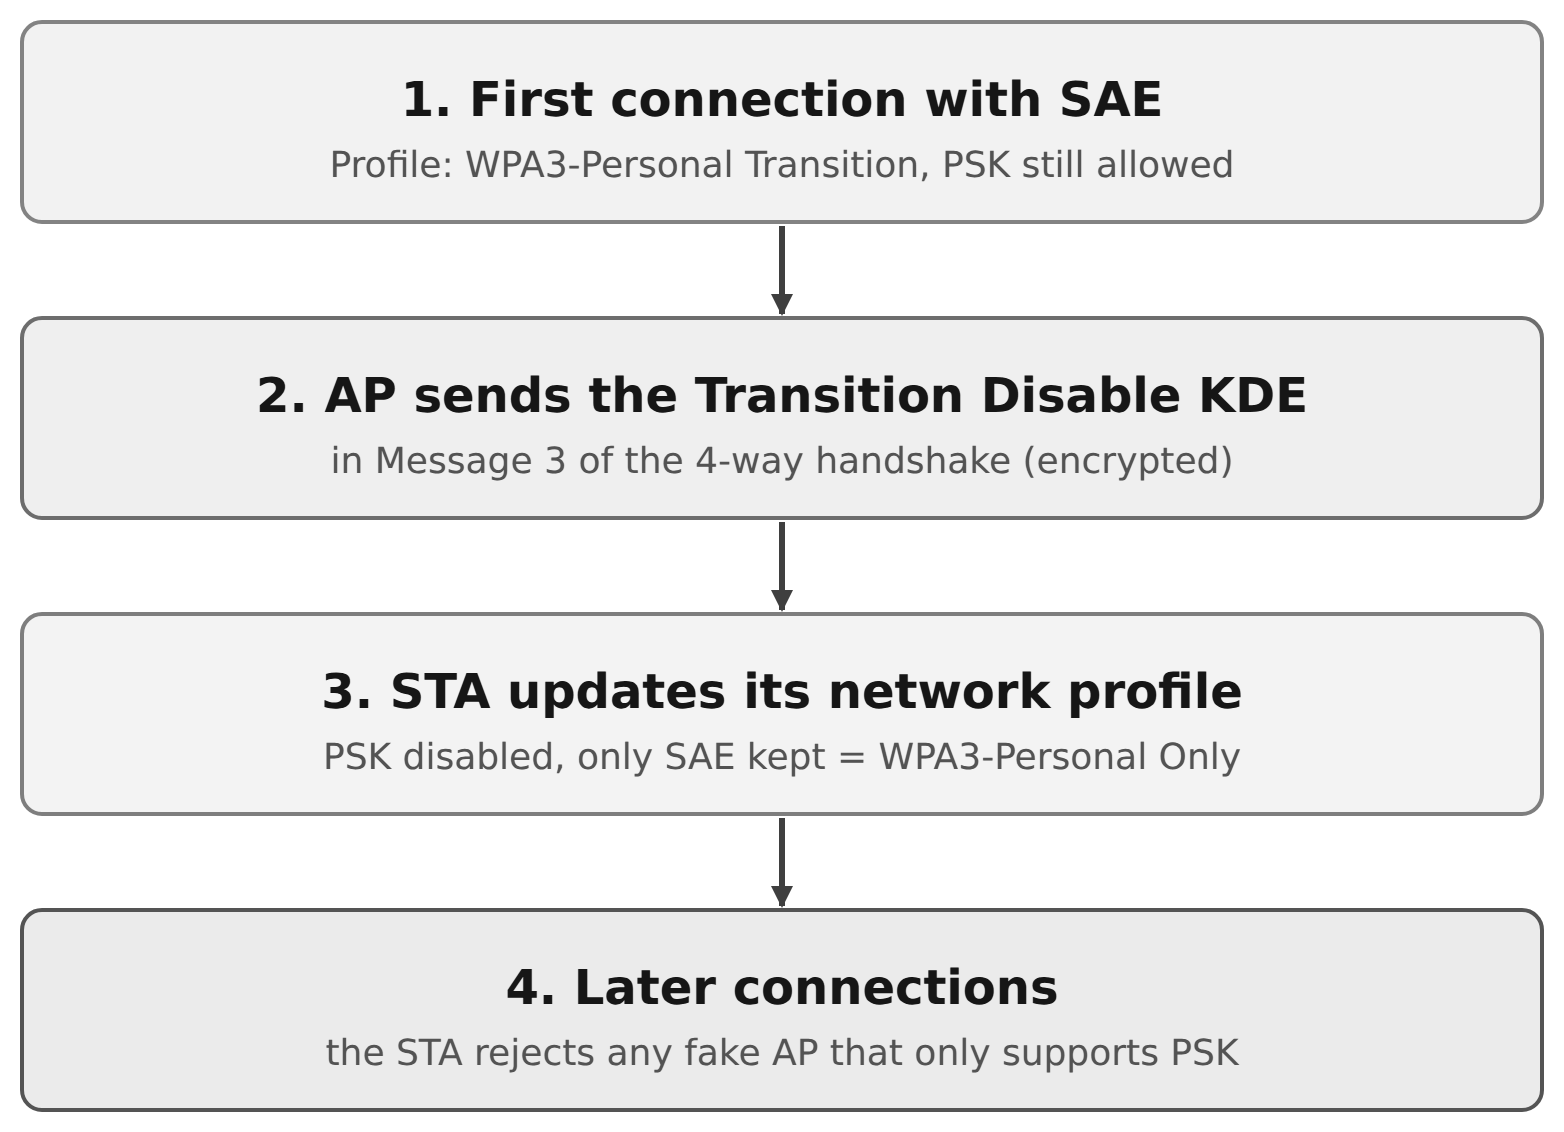 1. First connection with SAE
Profile: WPA3-Personal Transition, PSK still allowed
2. AP sends the Transition Disable KDE
in Message 3 of the 4-way handshake (encrypted)
3. STA updates its network profile
PSK disabled, only SAE kept = WPA3-Personal Only
4. Later connections
the STA rejects any fake AP that only supports PSK